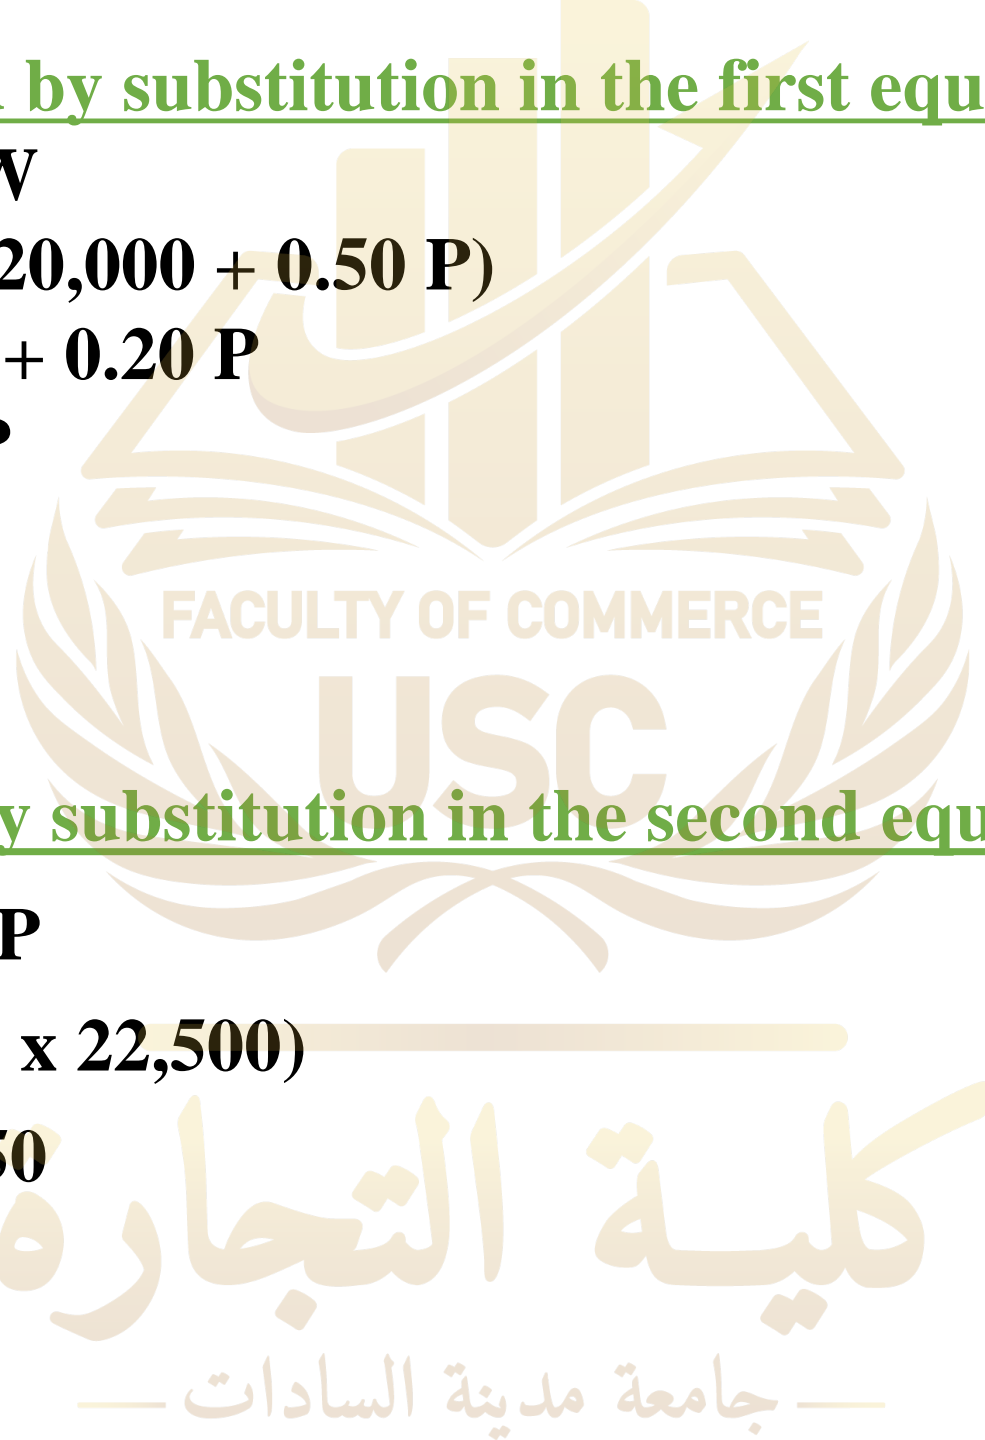 by substitution in the first equ
W
20,000 + 0.50 P)
+ 0.20 P
P
FACULTY OF COMMERCE
USC
y substitution in the second equ
P
x 22,500)
50
كلية التجارة
جامعة مدينة السادات